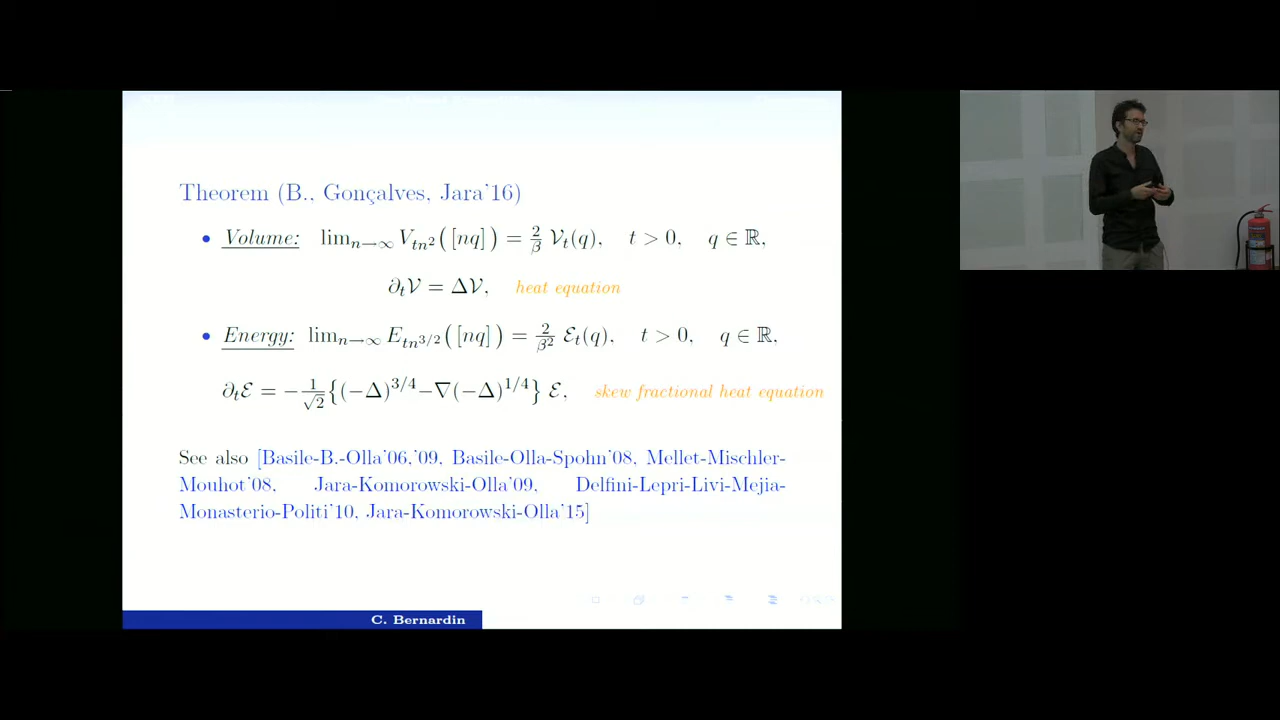 Theorem (B., Gonçalves, Jara'16)
• Volume: lim_{n→∞} V_{tn²}([nq]) = 2/β 𝒱_t(q), t > 0, q ∈ ℝ,
∂_t𝒱 = Δ𝒱, heat equation
• Energy: lim_{n→∞} E_{tn^{3/2}}([nq]) = 2/β² ℰ_t(q), t > 0, q ∈ ℝ,
∂_tℰ = −1/√2 {(−Δ)^{3/4}−∇(−Δ)^{1/4}} ℰ, skew fractional heat equation
See also [Basile-B.-Olla'06,'09, Basile-Olla-Spohn'08, Mellet-Mischler-
Mouhot'08, Jara-Komorowski-Olla'09, Delfini-Lepri-Livi-Mejia-
Monasterio-Politi'10, Jara-Komorowski-Olla'15]
C. Bernardin